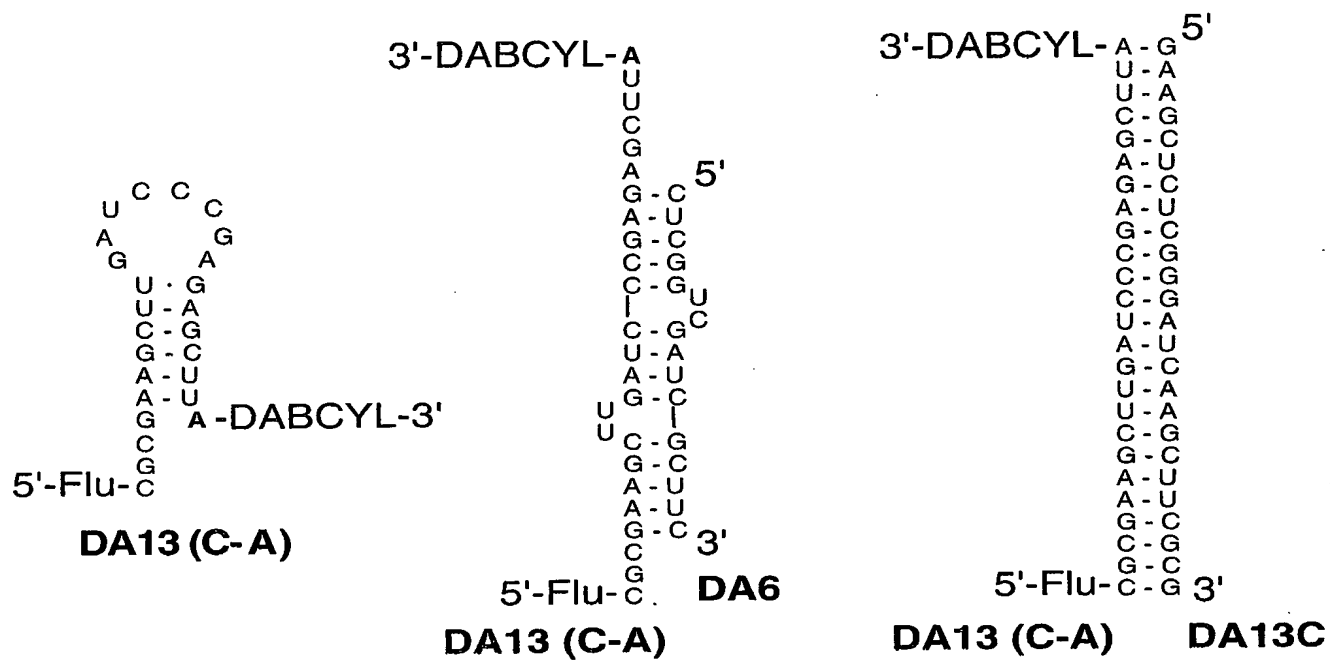 C C
U C
A G
G A
U · G
U - A
C - G
G - C
A - U
A - U
G A -DABCYL-3'
C
G
5'-Flu-C
DA13 (C-A)
3'-DABCYL-A
U
U
C
G
A 5'
G - C
A - U
G - C
C - G
C - G
U
C
C - G
U - A
A - U
G - C
U
U
C - G
G - C
A - U
A - U
G - C 3'
C
G
5'-Flu-C DA6
DA13 (C-A)
3'-DABCYL- A - G 5'
U - A
U - A
C - G
G - C
A - U
G - C
A - U
G - C
C - G
C - G
C - G
U - A
A - U
G - C
U - A
U - A
C - G
G - C
A - U
A - U
G - C
C - G
G - C
5'-Flu-C - G 3'
DA13 (C-A) DA13C